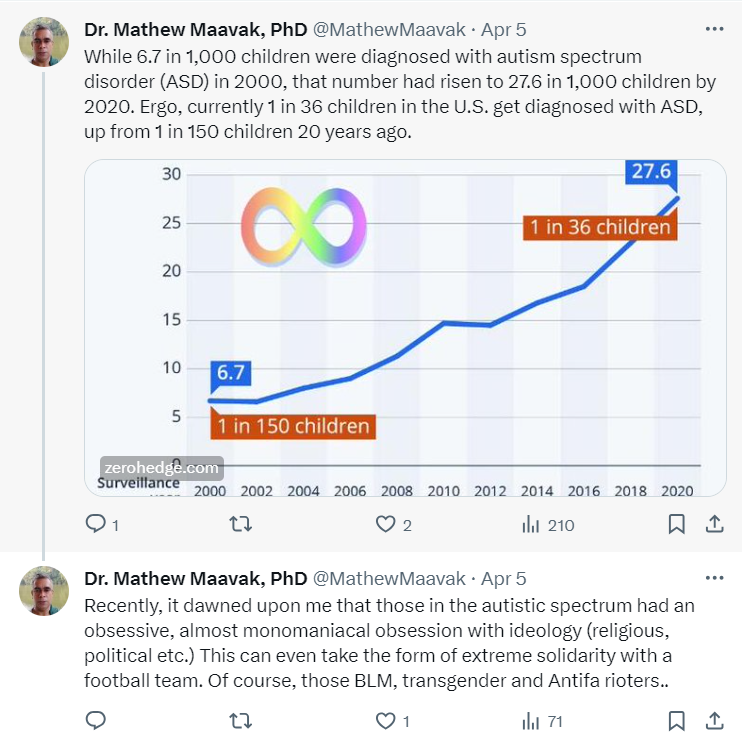 Dr. Mathew Maavak, PhD @MathewMaavak · Apr 5 ...
While 6.7 in 1,000 children were diagnosed with autism spectrum
disorder (ASD) in 2000, that number had risen to 27.6 in 1,000 children by
2020. Ergo, currently 1 in 36 children in the U.S. get diagnosed with ASD,
up from 1 in 150 children 20 years ago.
30
27.6
25
1 in 36 children
20
15
10
6.7
5
1 in 150 children
0
zerohedge.com
Surveillance
year
2000 2002 2004 2006 2008 2010 2012 2014 2016 2018 2020
1 2 210
Dr. Mathew Maavak, PhD @MathewMaavak · Apr 5 ...
Recently, it dawned upon me that those in the autistic spectrum had an
obsessive, almost monomaniacal obsession with ideology (religious,
political etc.) This can even take the form of extreme solidarity with a
football team. Of course, those BLM, transgender and Antifa rioters..
1 71